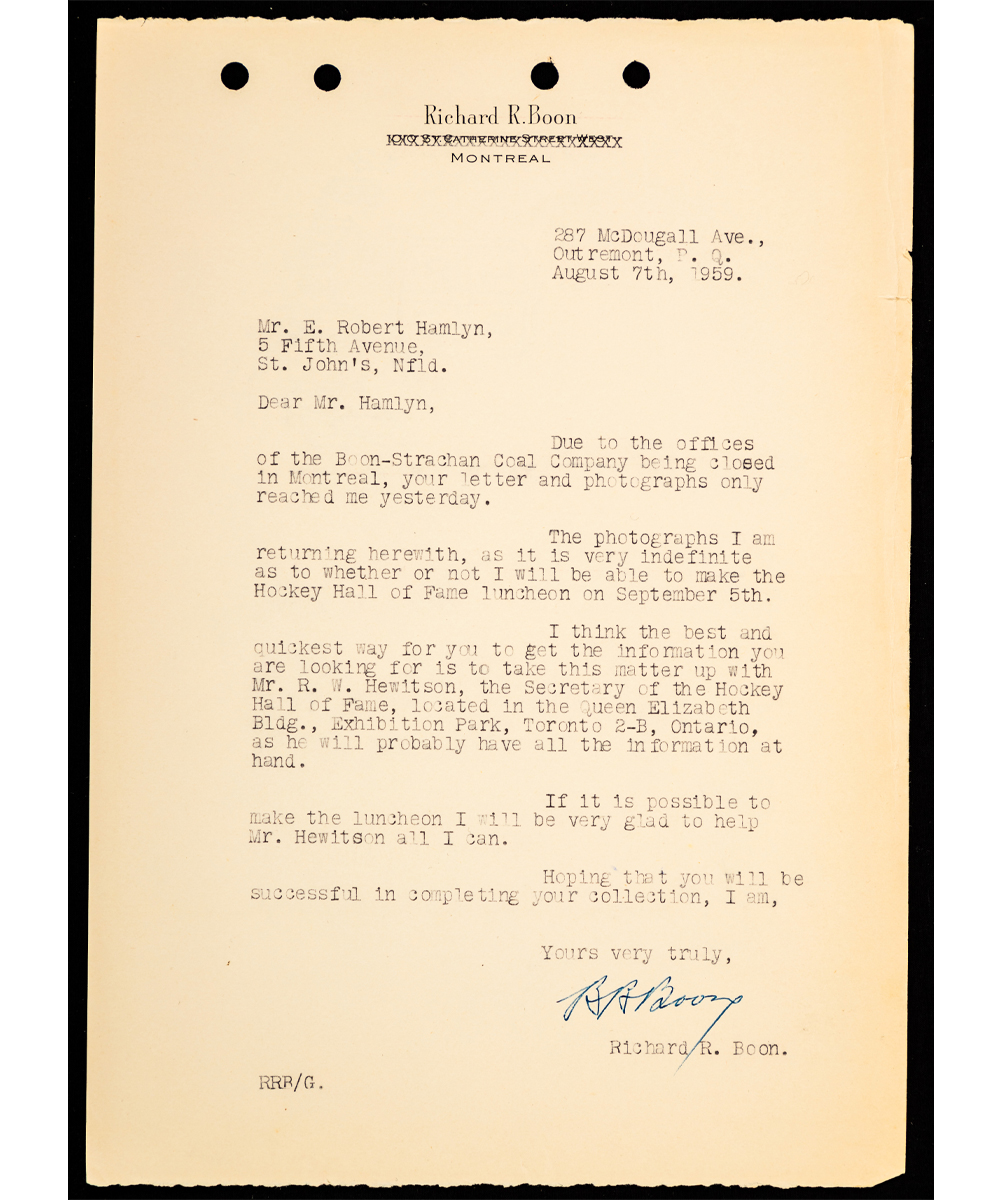 Richard R. Boon
MONTREAL
287 McDougall Ave.,
Outremont, P. Q.
August 7th, 1959.
Mr. E. Robert Hamlyn,
5 Fifth Avenue,
St. John's, Nfld.
Dear Mr. Hamlyn,
Due to the offices
of the Boon-Strachan Coal Company being closed
in Montreal, your letter and photographs only
reached me yesterday.
The photographs I am
returning herewith, as it is very indefinite
as to whether or not I will be able to make the
Hockey Hall of Fame luncheon on September 5th.
I think the best and
quickest way for you to get the information you
are looking for is to take this matter up with
Mr. R. W. Hewitson, the Secretary of the Hockey
Hall of Fame, located in the Queen Elizabeth
Bldg., Exhibition Park, Toronto 2-B, Ontario,
as he will probably have all the information at
hand.
If it is possible to
make the luncheon I will be very glad to help
Mr. Hewitson all I can.
Hoping that you will be
successful in completing your collection, I am,
Yours very truly,
RRBoon
Richard R. Boon.
RRB/G.